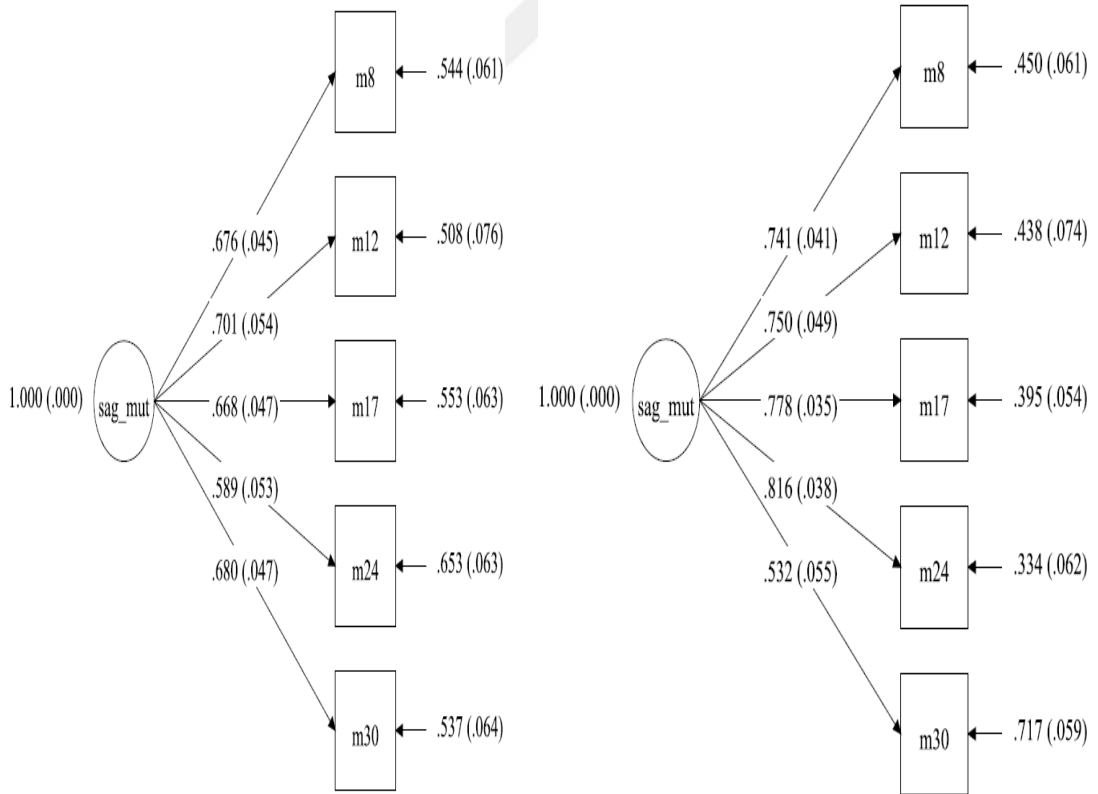 m8
.544 (.061)
.676 (.045)
m12
.508 (.076)
.701 (.054)
1.000 (.000)
sag_mut
.668 (.047)
m17
.553 (.063)
.589 (.053)
m24
.653 (.063)
.680 (.047)
m30
.537 (.064)
m8
.450 (.061)
.741 (.041)
m12
.438 (.074)
.750 (.049)
1.000 (.000)
sag_mut
.778 (.035)
m17
.395 (.054)
.816 (.038)
m24
.334 (.062)
.532 (.055)
m30
.717 (.059)